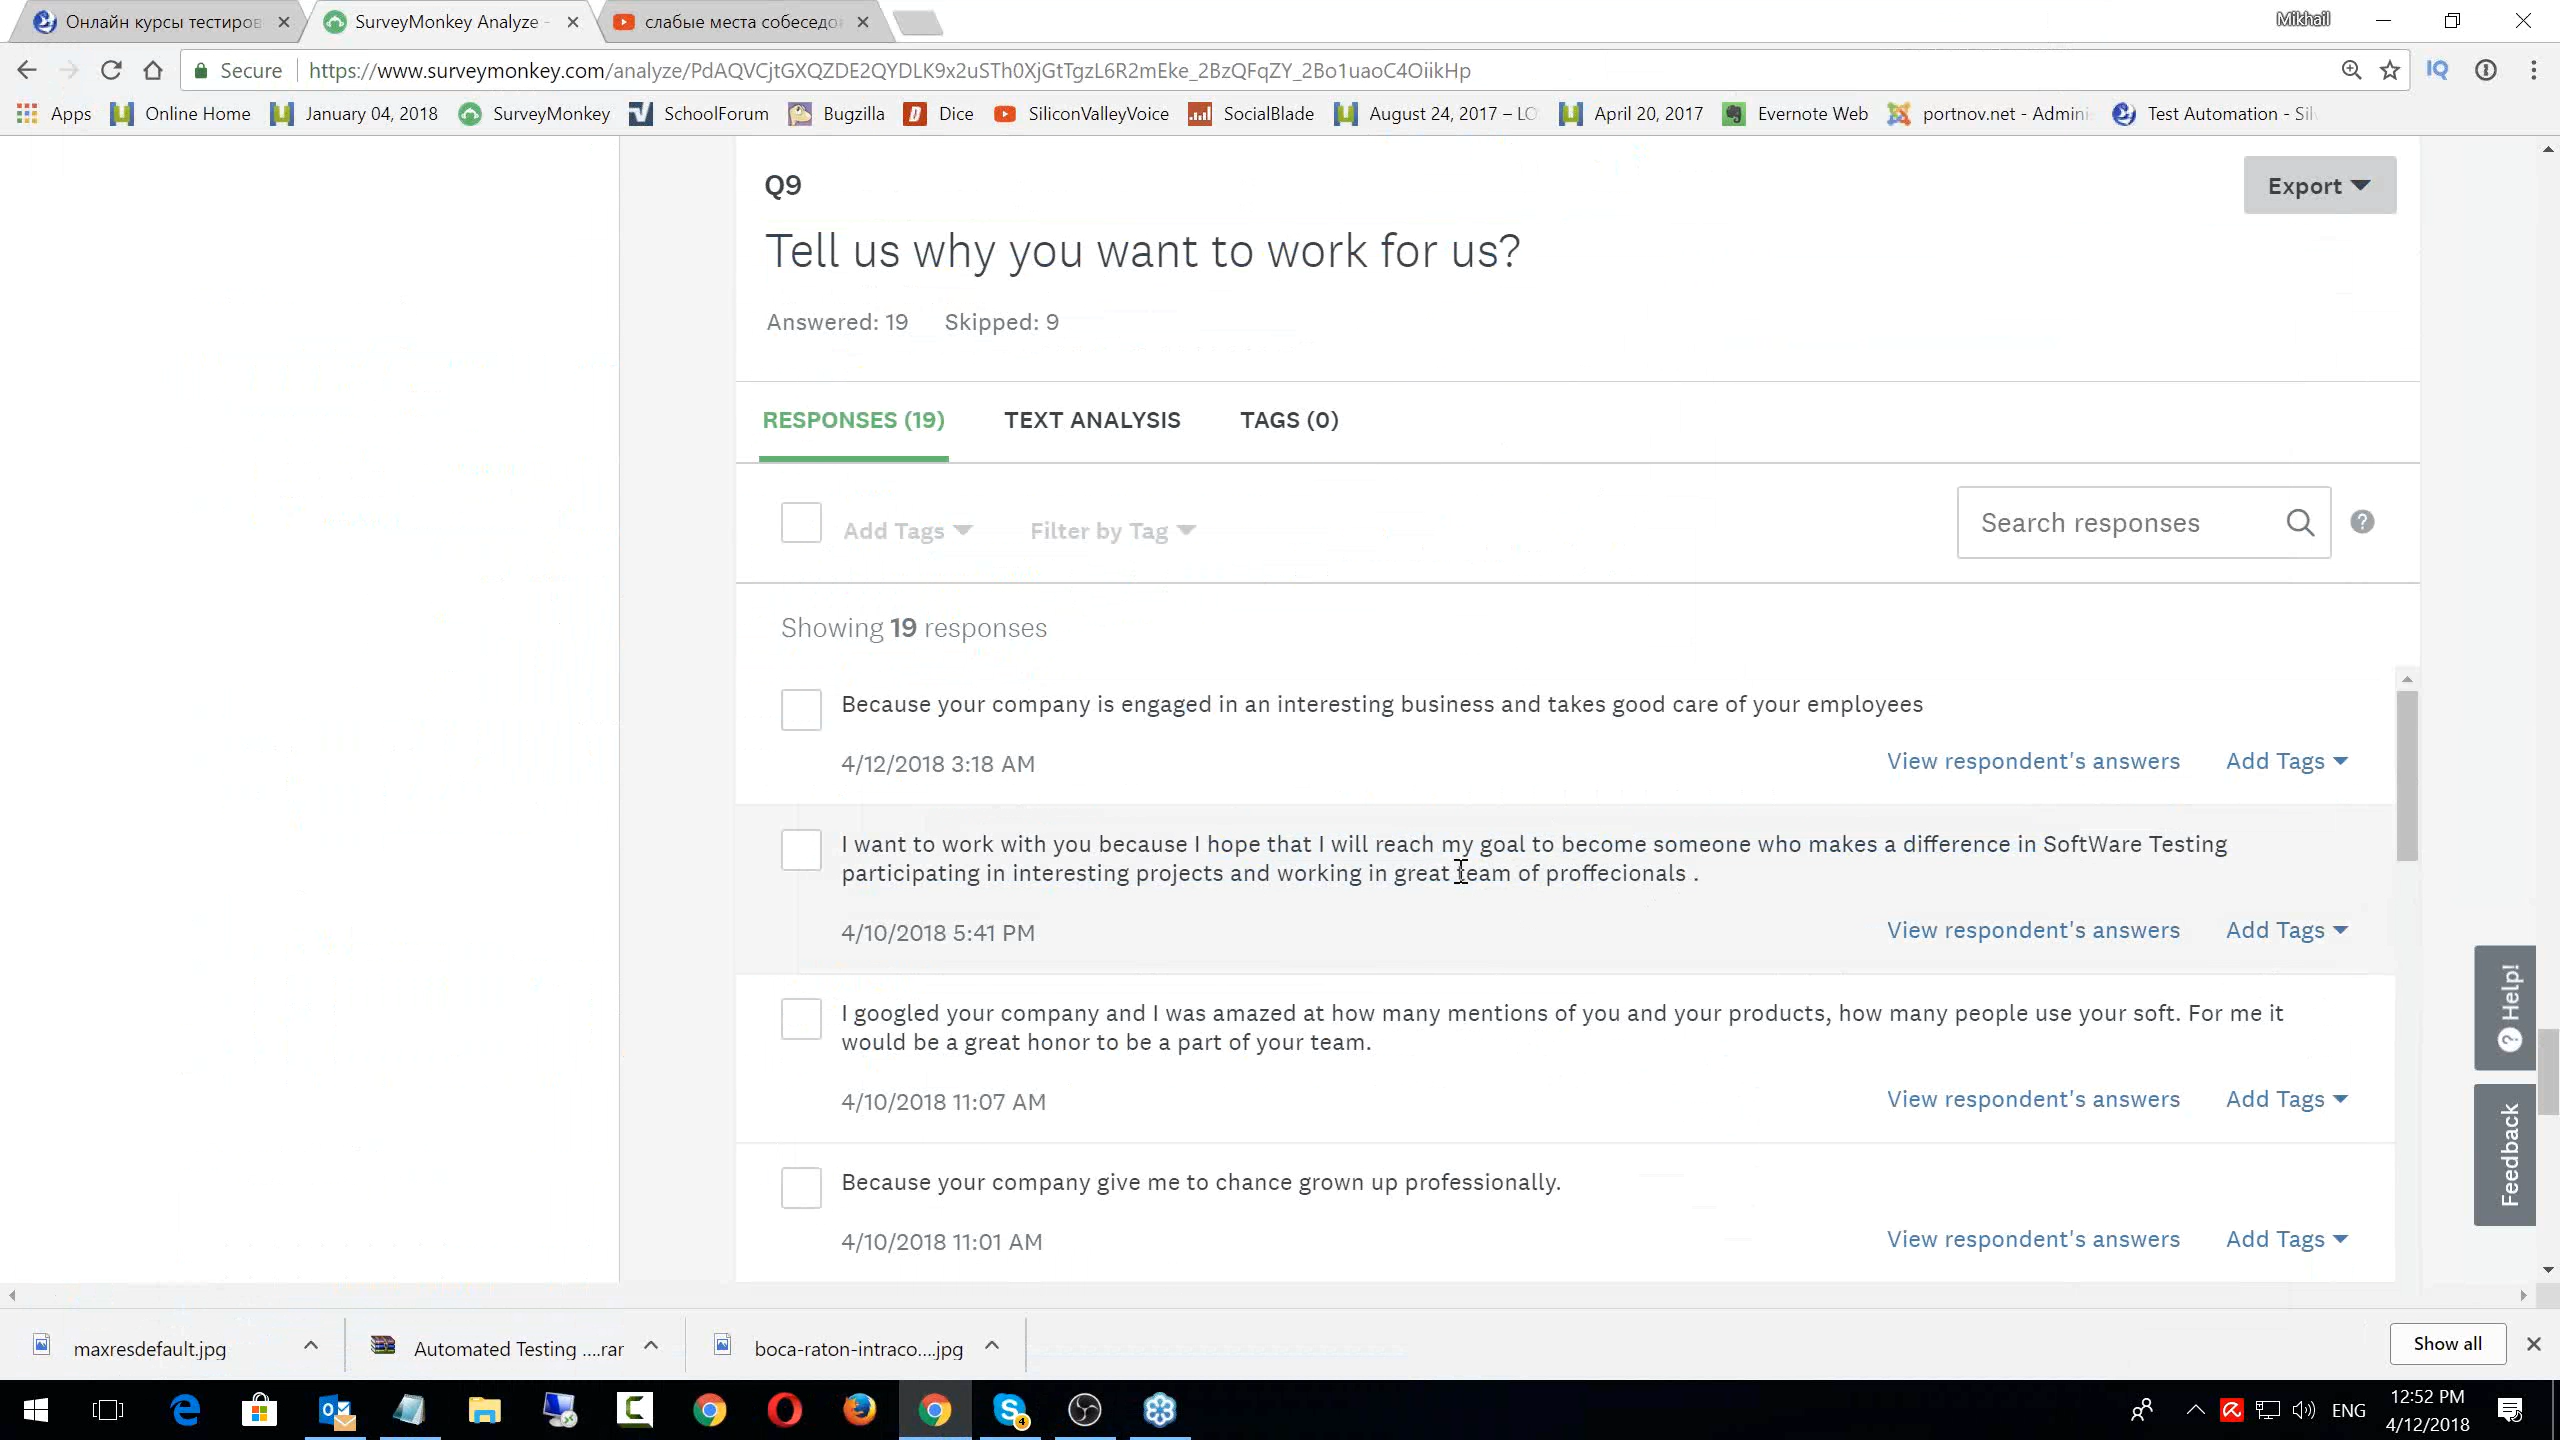 Онлайн курсы тестиров
SurveyMonkey Analyze -
слабые места собеседо
Mikhail
Secure
https://www.surveymonkey.com/analyze/PdAQVCjtGXQZDE2QYDLK9x2uSTh0XjGtTgzL6R2mEke_2BzQFqZY_2Bo1uaoC4OiikHp
Apps
Online Home
January 04, 2018
SurveyMonkey
SchoolForum
Bugzilla
Dice
SiliconValleyVoice
SocialBlade
August 24, 2017 – LO
April 20, 2017
Evernote Web
portnov.net - Admini
Test Automation - Sil
Q9
Export
Tell us why you want to work for us?
Answered: 19 Skipped: 9
RESPONSES (19) TEXT ANALYSIS TAGS (0)
Add Tags Filter by Tag
Search responses
Showing 19 responses
Because your company is engaged in an interesting business and takes good care of your employees
4/12/2018 3:18 AM
View respondent's answers Add Tags
I want to work with you because I hope that I will reach my goal to become someone who makes a difference in SoftWare Testing
participating in interesting projects and working in great team of proffecionals .
4/10/2018 5:41 PM
View respondent's answers Add Tags
I googled your company and I was amazed at how many mentions of you and your products, how many people use your soft. For me it
would be a great honor to be a part of your team.
4/10/2018 11:07 AM
View respondent's answers Add Tags
Because your company give me to chance grown up professionally.
4/10/2018 11:01 AM
View respondent's answers Add Tags
Help!
Feedback
maxresdefault.jpg
Automated Testing ....rar
boca-raton-intraco....jpg
Show all
4
ENG
12:52 PM
4/12/2018